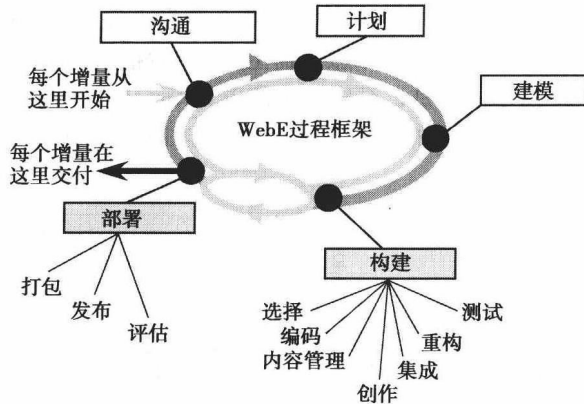 沟通
计划
每个增量从
这里开始
建模
WebE过程框架
每个增量在
这里交付
部署
构建
打包
发布
评估
选择
编码
内容管理
创作
集成
重构
测试